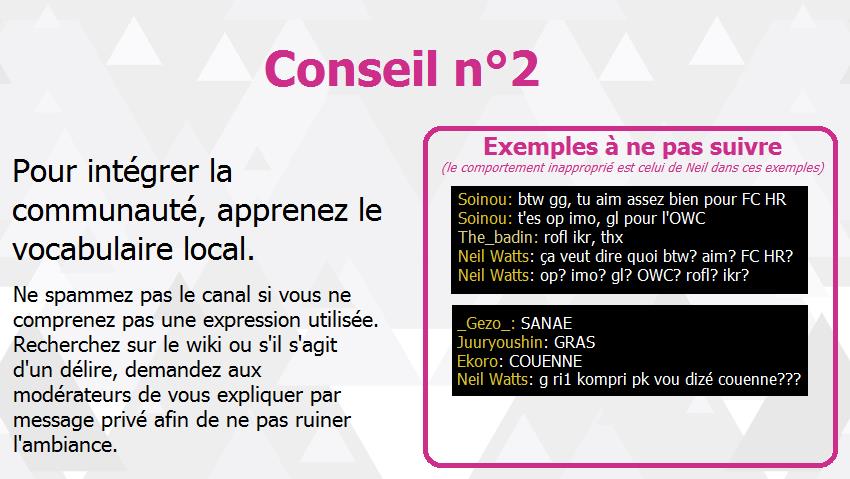 Conseil n°2
Pour intégrer la
communauté, apprenez le
vocabulaire local.
Ne spammez pas le canal si vous ne
comprenez pas une expression utilisée.
Recherchez sur le wiki ou s'il s'agit
d'un délire, demandez aux
modérateurs de vous expliquer par
message privé afin de ne pas ruiner
l'ambiance.
Exemples à ne pas suivre
(le comportement inapproprié est celui de Neil dans ces exemples)
Soinou: btw gg, tu aim assez bien pour FC HR
Soinou: t'es op imo, gl pour l'OWC
The_badin: rofl ikr, thx
Neil Watts: ça veut dire quoi btw? aim? FC HR?
Neil Watts: op? imo? gl? OWC? rofl? ikr?
_Gezo_: SANAE
Juuryoushin: GRAS
Ekoro: COUENNE
Neil Watts: g ri1 kompri pk vou dizé couenne???